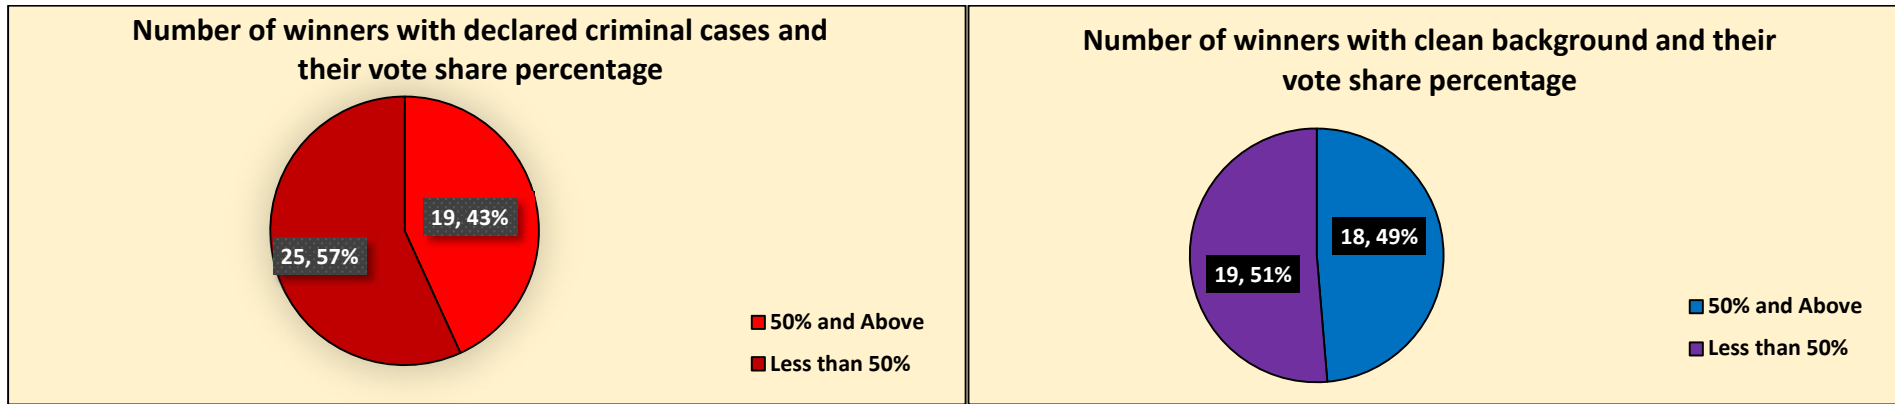 Number of winners with declared criminal cases and
their vote share percentage
19, 43%
25, 57%
50% and Above
Less than 50%
Number of winners with clean background and their
vote share percentage
18, 49%
19, 51%
50% and Above
Less than 50%